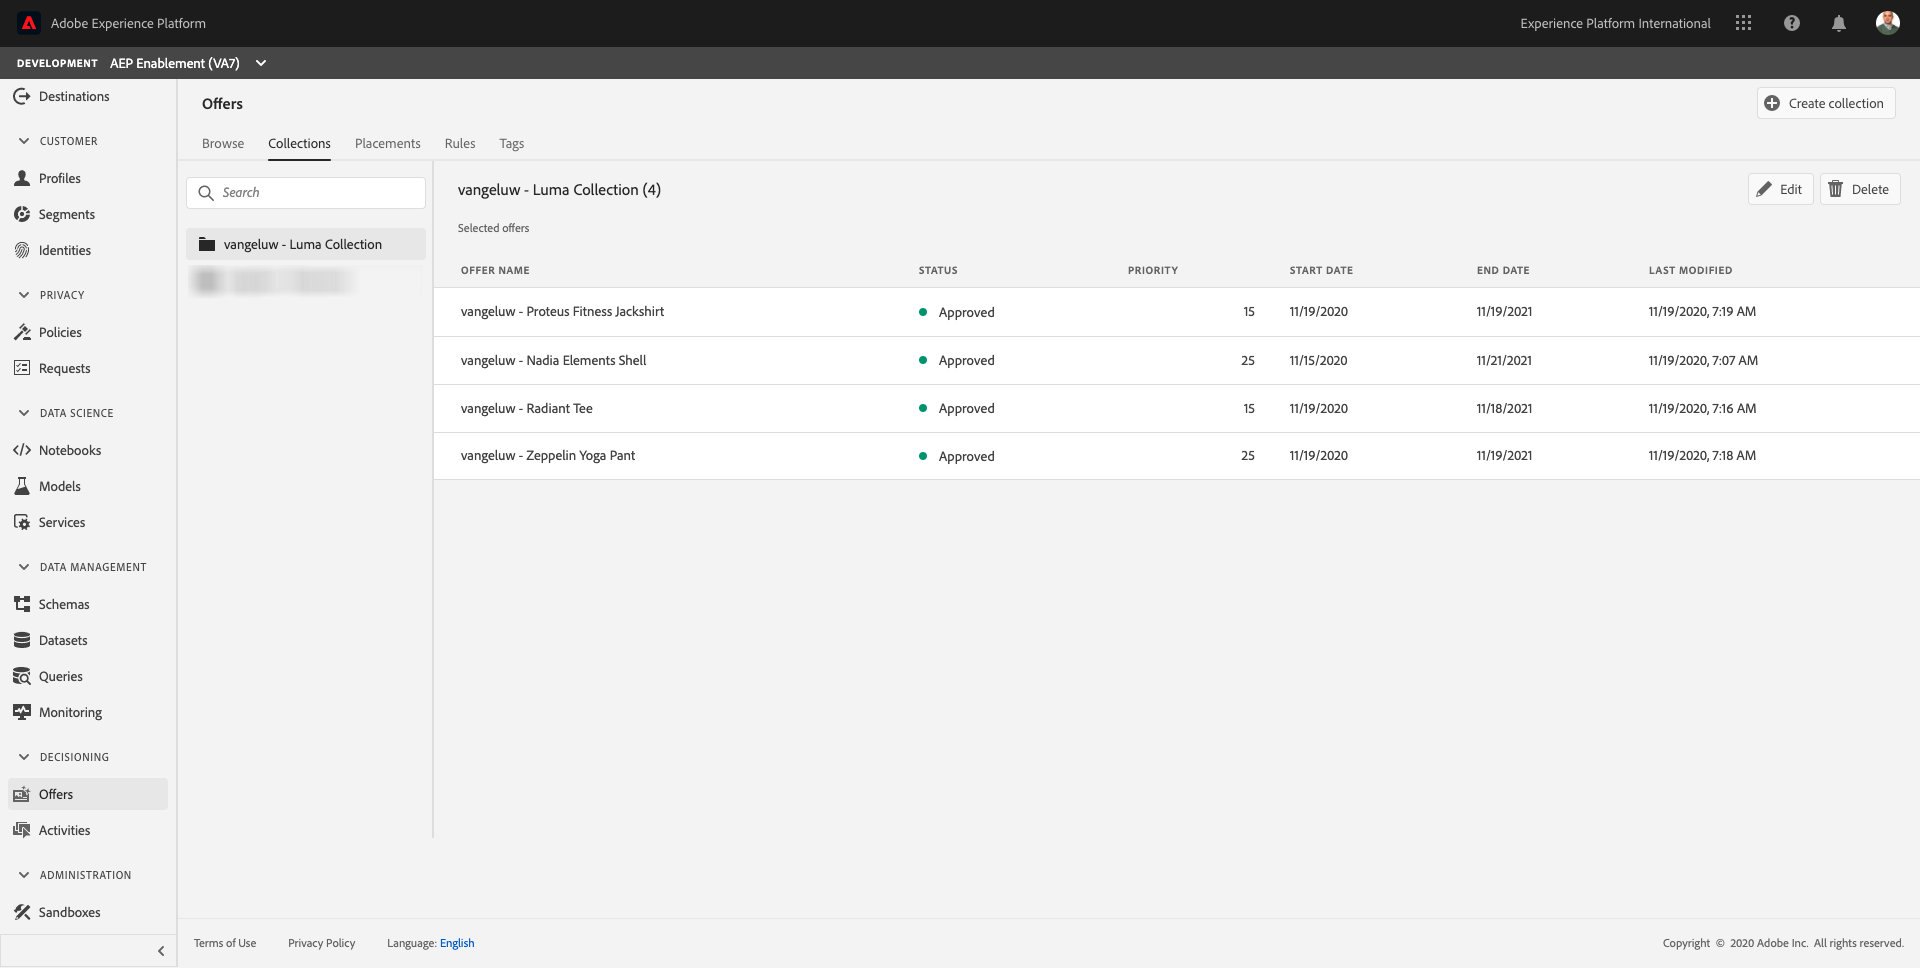 Adobe Experience Platform
Experience Platform International
DEVELOPMENT AEP Enablement (VA7)
Destinations
CUSTOMER
Profiles
Segments
Identities
PRIVACY
Policies
Requests
DATA SCIENCE
Notebooks
Models
Services
DATA MANAGEMENT
Schemas
Datasets
Queries
Monitoring
DECISIONING
Offers
Activities
ADMINISTRATION
Sandboxes
Offers
Create collection
Browse Collections Placements Rules Tags
Search
vangeluw - Luma Collection
vangeluw - Luma Collection (4)
Edit Delete
Selected offers
OFFER NAME STATUS PRIORITY START DATE END DATE LAST MODIFIED
vangeluw - Proteus Fitness Jackshirt Approved 15 11/19/2020 11/19/2021 11/19/2020, 7:19 AM
vangeluw - Nadia Elements Shell Approved 25 11/15/2020 11/21/2021 11/19/2020, 7:07 AM
vangeluw - Radiant Tee Approved 15 11/19/2020 11/18/2021 11/19/2020, 7:16 AM
vangeluw - Zeppelin Yoga Pant Approved 25 11/19/2020 11/19/2021 11/19/2020, 7:18 AM
Terms of Use Privacy Policy Language: English
Copyright © 2020 Adobe Inc. All rights reserved.